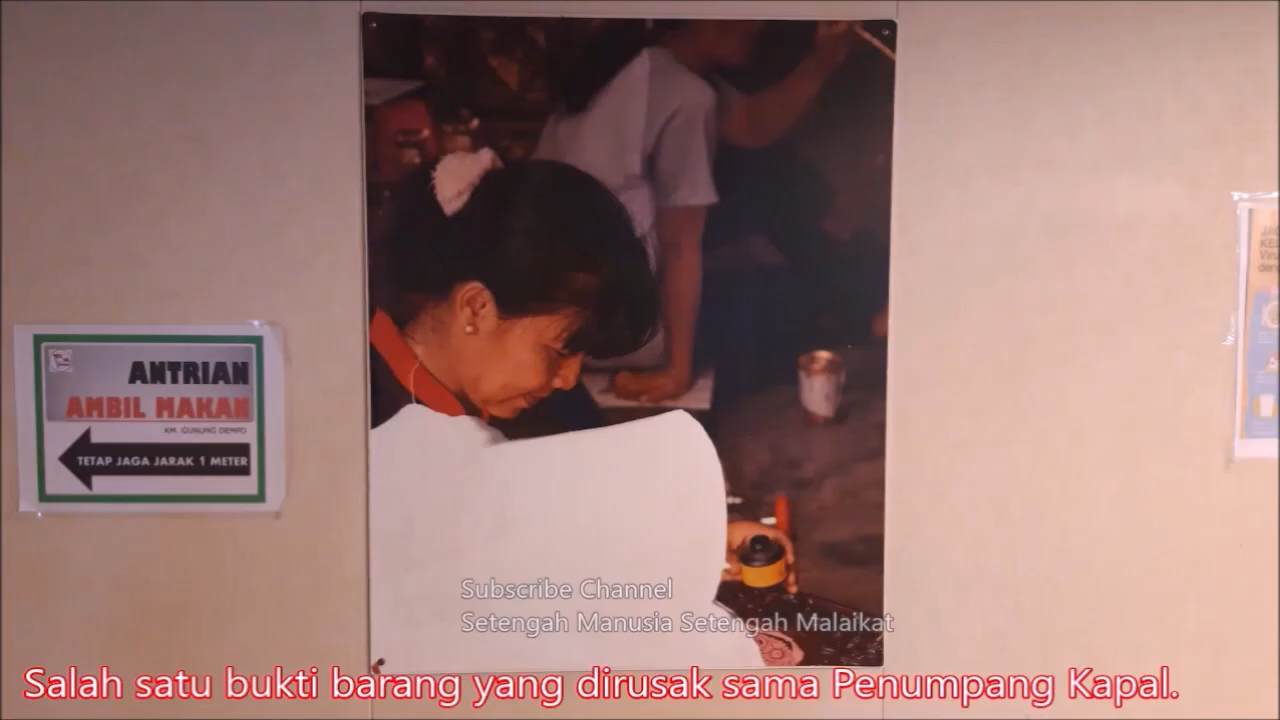 ANTRIAN
AMBIL MAKAN
KM. GUNUNG DEMPO
TETAP JAGA JARAK 1 METER
Subscribe Channel
Setengah Manusia Setengah Malaikat
Salah satu bukti barang yang dirusak sama Penumpang Kapal.